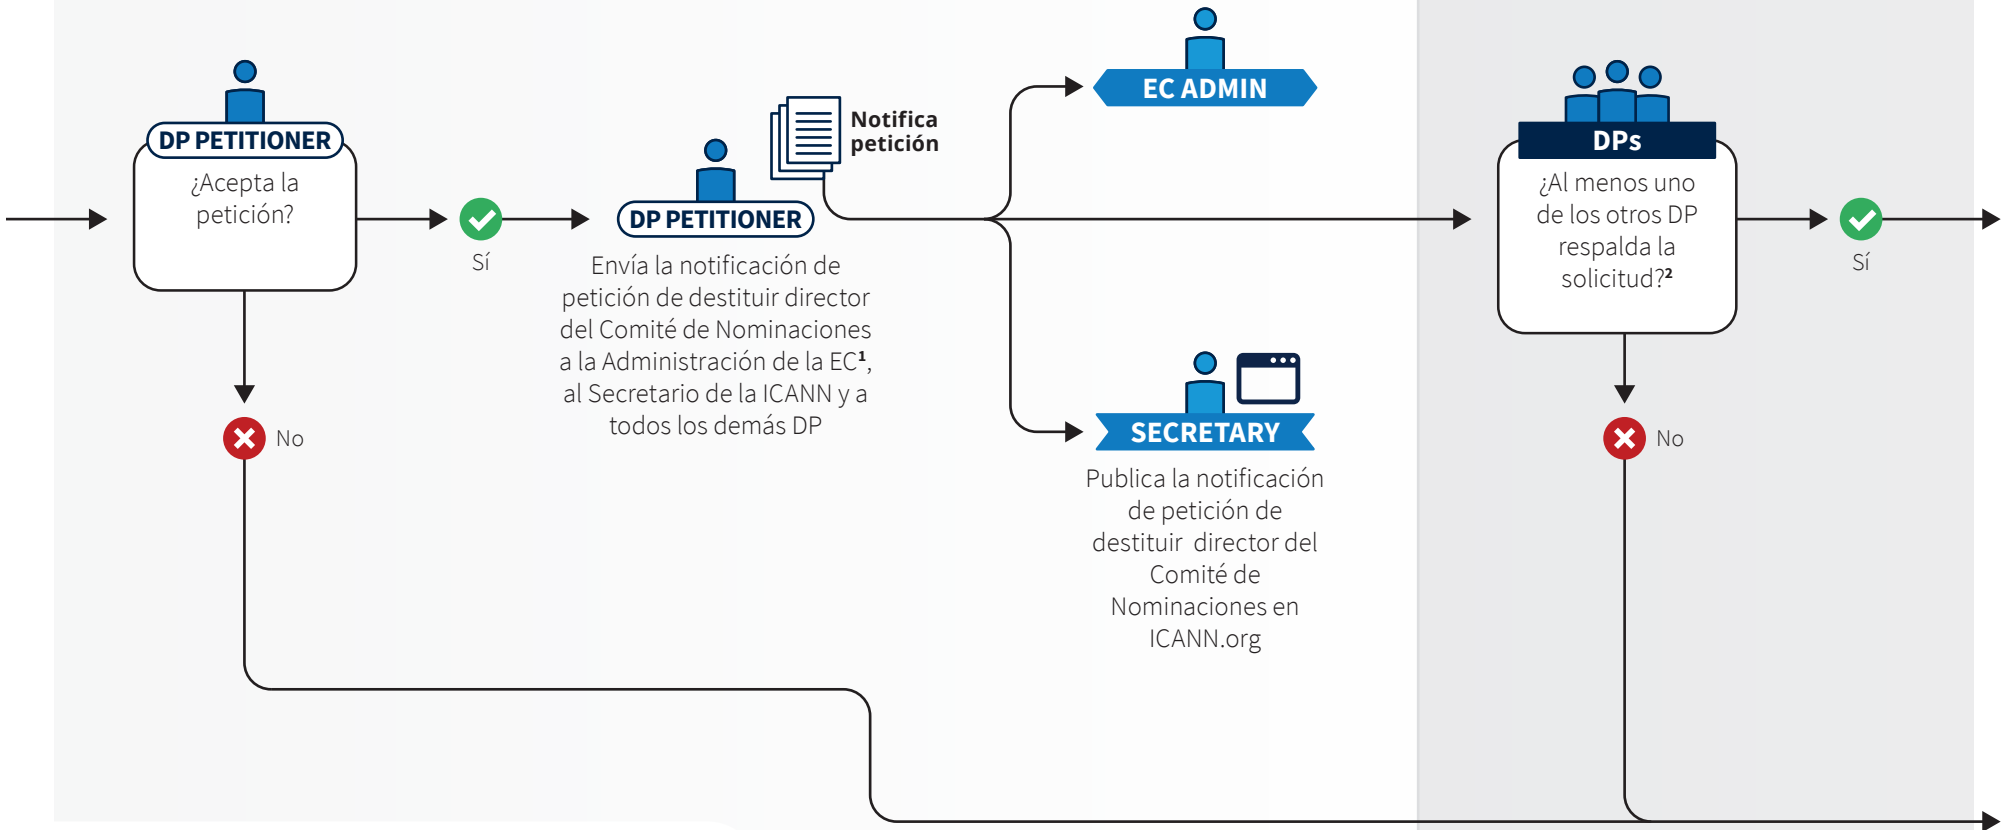 DP PETITIONER
¿Acepta la
petición?
Sí
No
DP PETITIONER
Envía la notificación de
petición de destituir director
del Comité de Nominaciones
a la Administración de la EC¹,
al Secretario de la ICANN y a
todos los demás DP
Notifica
petición
EC ADMIN
SECRETARY
Publica la notificación
de petición de
destituir director del
Comité de
Nominaciones en
ICANN.org
DPs
¿Al menos uno
de los otros DP
respalda la
solicitud?²
Sí
No